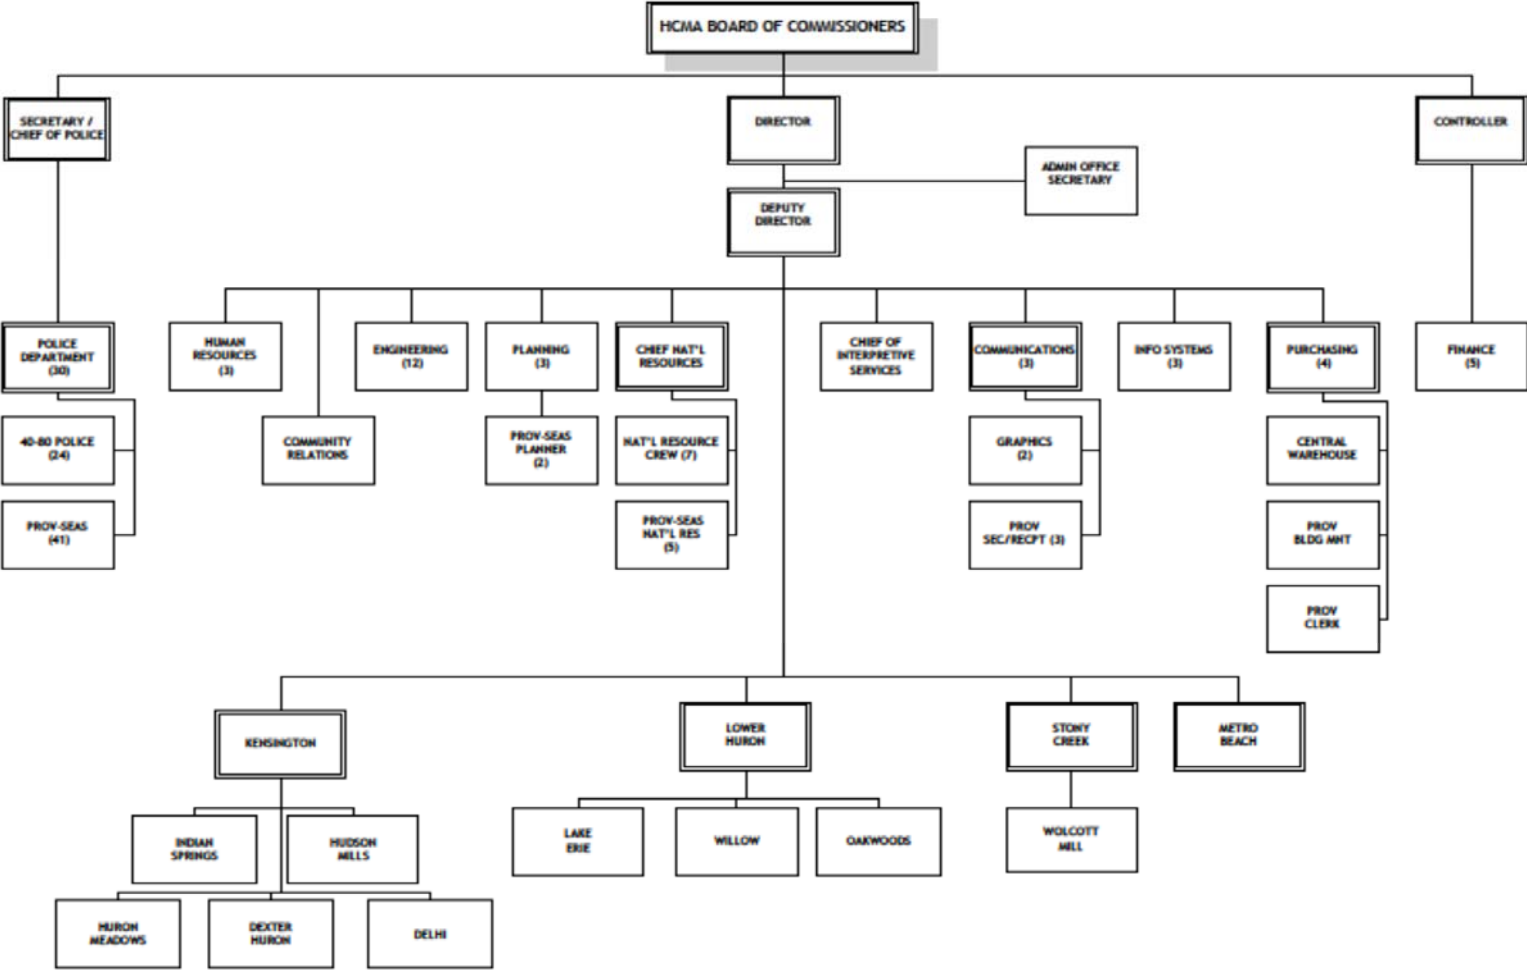 HCMA BOARD OF COMMISSIONERS
SECRETARY /
CHIEF OF POLICE
DIRECTOR
CONTROLLER
ADMIN OFFICE
SECRETARY
DEPUTY
DIRECTOR
POLICE
DEPARTMENT
(30)
HUMAN
RESOURCES
(3)
ENGINEERING
(12)
PLANNING
(3)
CHIEF NAT'L
RESOURCES
CHIEF OF
INTERPRETIVE
SERVICES
COMMUNICATIONS
(3)
INFO SYSTEMS
(3)
PURCHASING
(4)
FINANCE
(5)
40-80 POLICE
(24)
COMMUNITY
RELATIONS
PROV-SEAS
PLANNER
(2)
NAT'L RESOURCE
CREW (7)
GRAPHICS
(2)
CENTRAL
WAREHOUSE
PROV-SEAS
(41)
PROV-SEAS
NAT'L RES
(5)
PROV
SEC/RECPT (3)
PROV
BLDG MNT
PROV
CLERK
KENSINGTON
LOWER
HURON
STONY
CREEK
METRO
BEACH
INDIAN
SPRINGS
HUDSON
MILLS
LAKE
ERIE
WILLOW
OAKWOODS
WOLCOTT
MILL
HURON
MEADOWS
DEXTER
HURON
DELHI